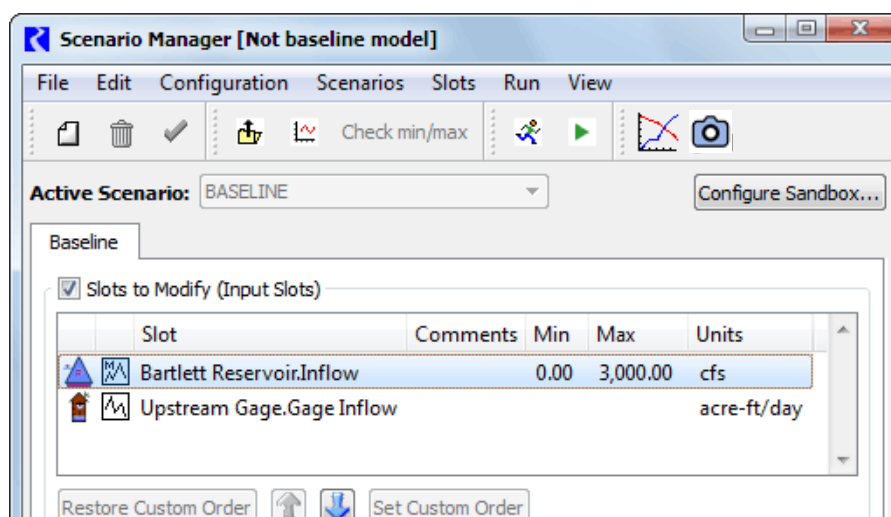 Scenario Manager [Not baseline model]
File Edit Configuration Scenarios Slots Run View
Check min/max
Active Scenario: BASELINE Configure Sandbox...
Baseline
Slots to Modify (Input Slots)
Slot Comments Min Max Units
Bartlett Reservoir.Inflow 0.00 3,000.00 cfs
Upstream Gage.Gage Inflow acre-ft/day
Restore Custom Order Set Custom Order